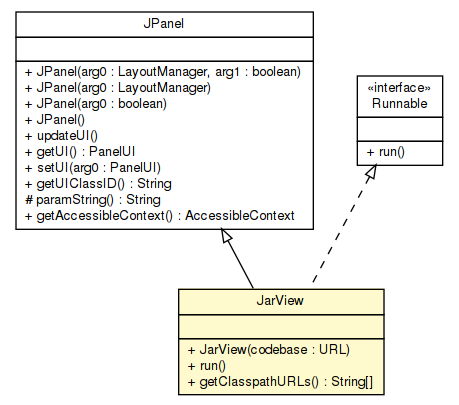 JPanel
+ JPanel(arg0 : LayoutManager, arg1 : boolean)
+ JPanel(arg0 : LayoutManager)
+ JPanel(arg0 : boolean)
+ JPanel()
+ updateUI()
+ getUI() : PanelUI
+ setUI(arg0 : PanelUI)
+ getUIClassID() : String
# paramString() : String
+ getAccessibleContext() : AccessibleContext
«interface»
Runnable
+ run()
JarView
+ JarView(codebase : URL)
+ run()
+ getClasspathURLs() : String[]